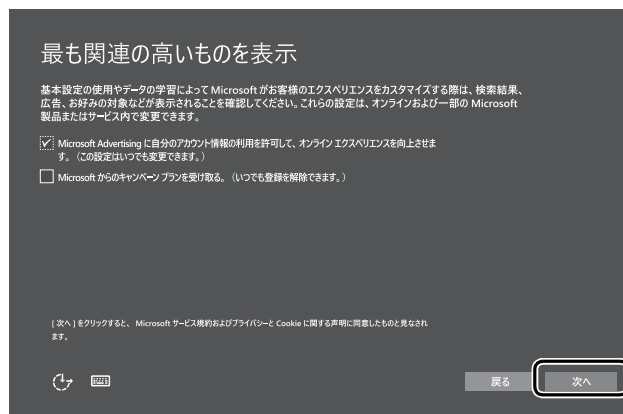 最も関連の高いものを表示
基本設定の使用やデータの学習によって Microsoft がお客様のエクスペリエンスをカスタマイズする際は、検索結果、
広告、お好みの対象などが表示されることを確認してください。これらの設定は、オンラインおよび一部の Microsoft
製品またはサービス内で変更できます。
Microsoft Advertising に自分のアカウント情報の利用を許可して、オンライン エクスペリエンスを向上させま
す。（この設定はいつでも変更できます。）
Microsoft からのキャンペーン プランを受け取る。（いつでも登録を解除できます。）
[ 次へ ] をクリックすると、 Microsoft サービス規約およびプライバシーと Cookie に関する声明に同意したものと見なされ
ます。
戻る 次へ